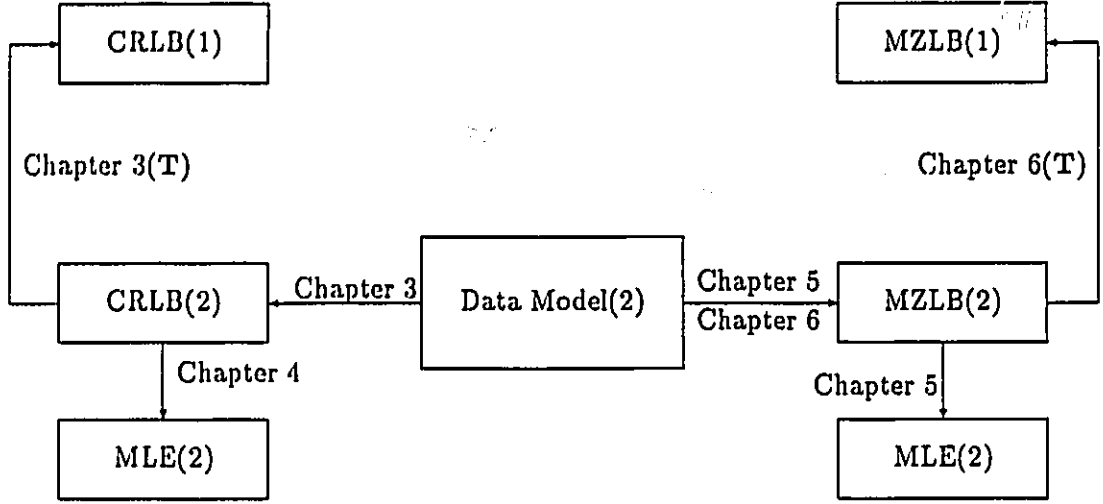 CRLB(1)
MZLB(1)
Chapter 3(T)
Chapter 6(T)
CRLB(2)
Chapter 3
Data Model(2)
Chapter 5
Chapter 6
MZLB(2)
Chapter 4
Chapter 5
MLE(2)
MLE(2)